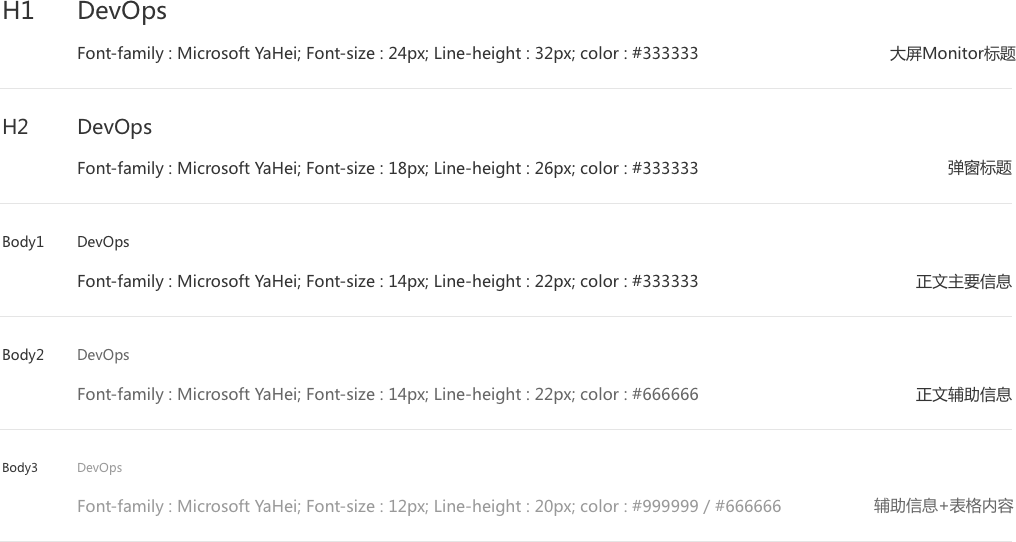 H1 DevOps
Font-family : Microsoft YaHei; Font-size : 24px; Line-height : 32px; color : #333333 大屏Monitor标题
H2 DevOps
Font-family : Microsoft YaHei; Font-size : 18px; Line-height : 26px; color : #333333 弹窗标题
Body1 DevOps
Font-family : Microsoft YaHei; Font-size : 14px; Line-height : 22px; color : #333333 正文主要信息
Body2 DevOps
Font-family : Microsoft YaHei; Font-size : 14px; Line-height : 22px; color : #666666 正文辅助信息
Body3 DevOps
Font-family : Microsoft YaHei; Font-size : 12px; Line-height : 20px; color : #999999 / #666666 辅助信息+表格内容